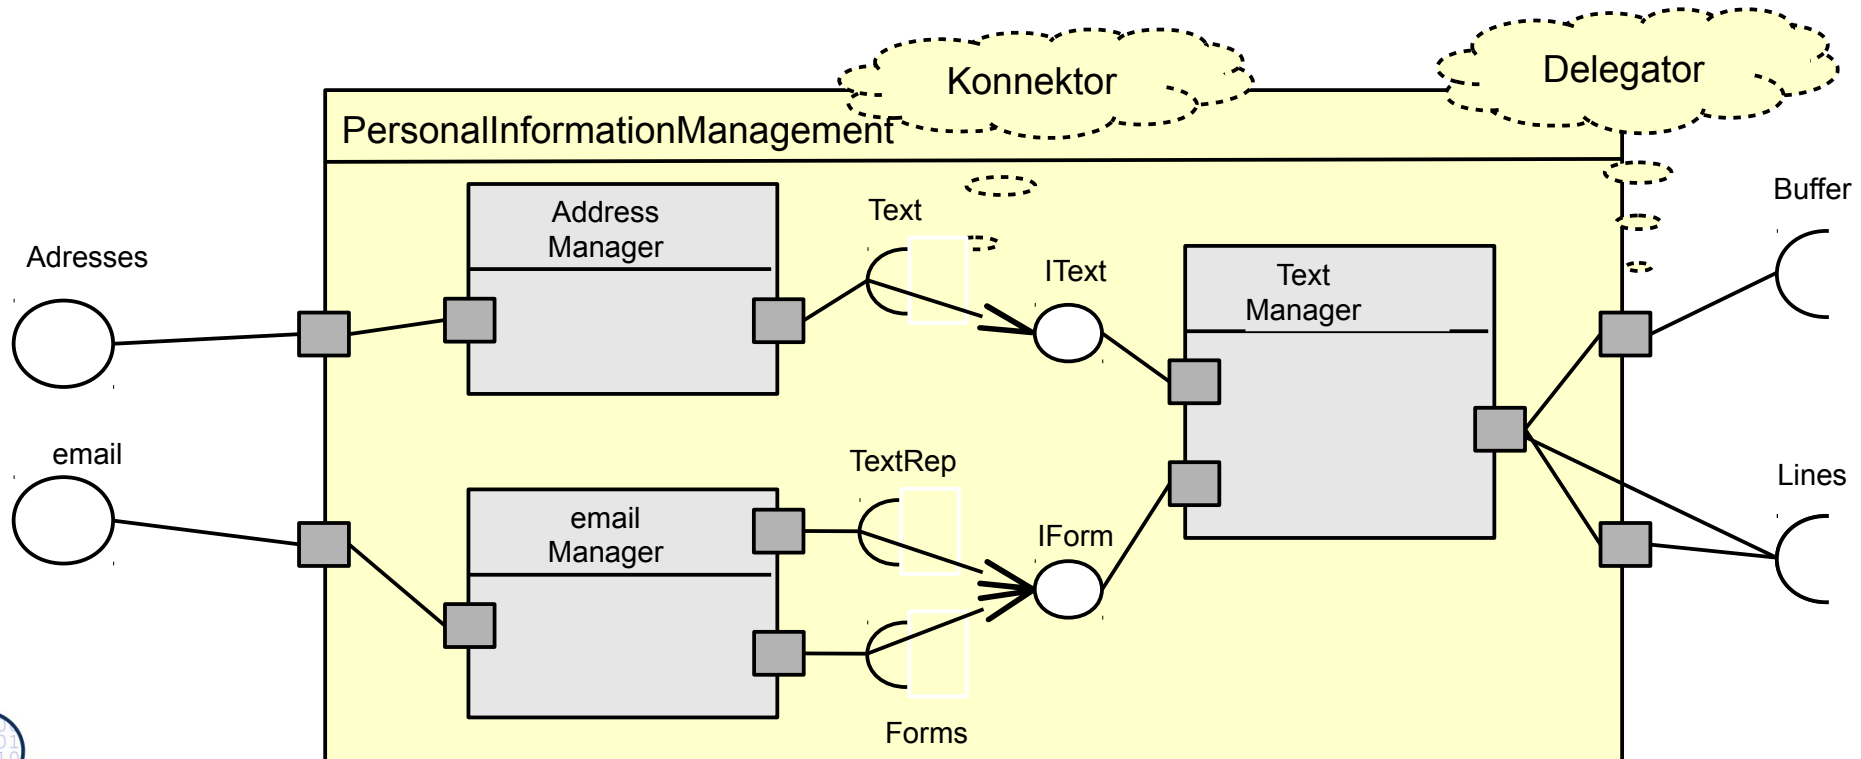 Konnektor
Delegator
PersonalInformationManagement
Address
Manager
Text
Buffer
Adresses
IText
Text
Manager
email
TextRep
Lines
email
Manager
IForm
Forms